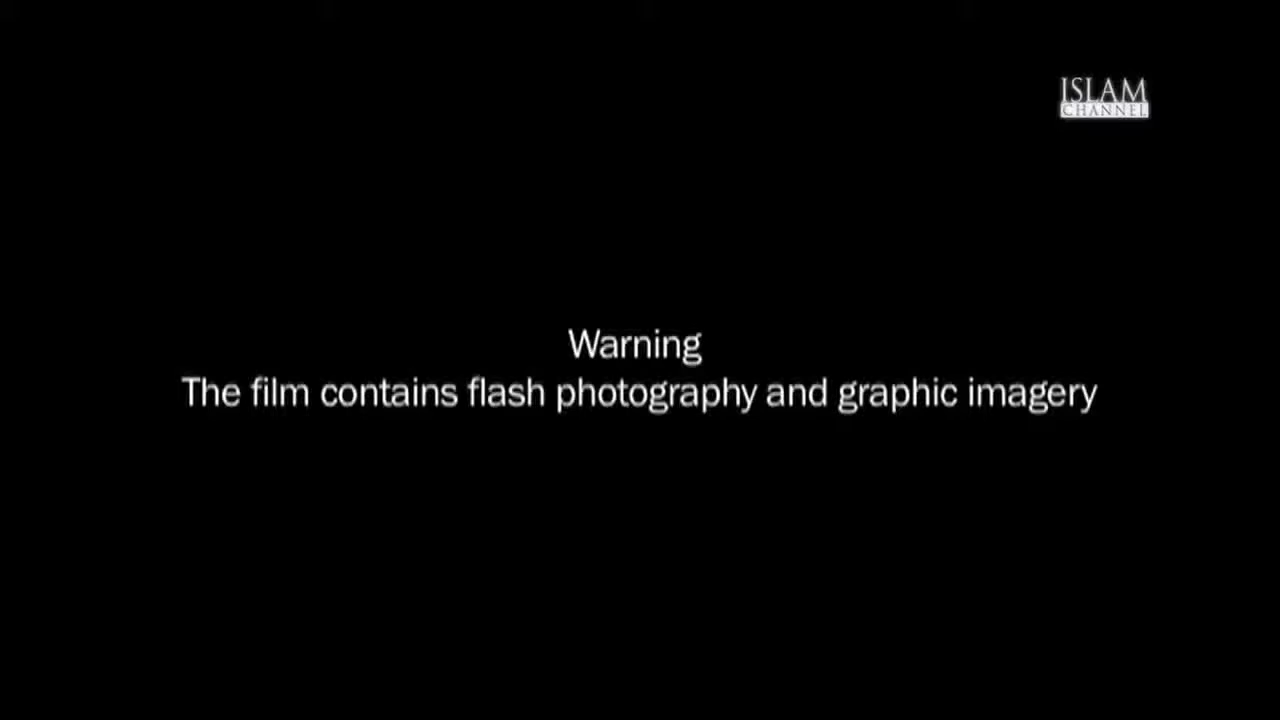 ISLAM
CHANNEL
Warning
The film contains flash photography and graphic imagery